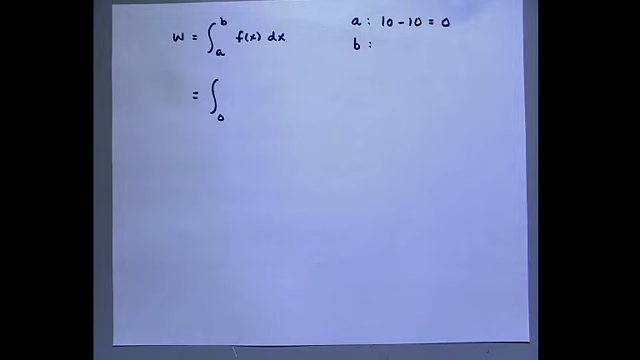 W = ∫_a^b f(x) dx
a : 10 - 10 = 0
b :
= ∫_0